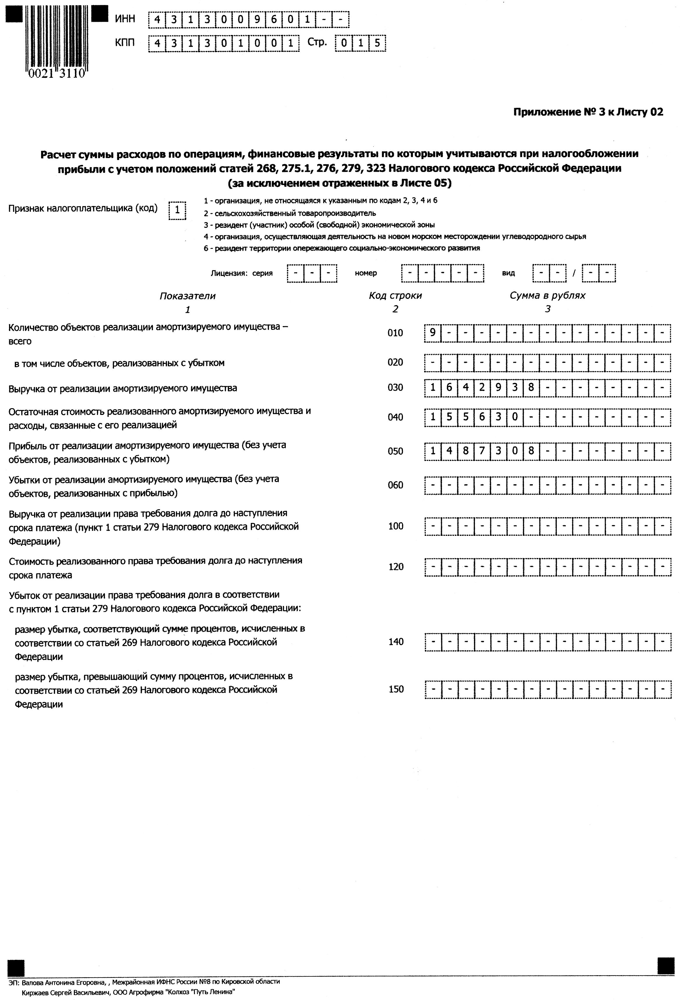 ИНН 4313009601--
КПП 431301001 Стр. 015
0021 3110
Приложение № 3 к Листу 02
Расчет суммы расходов по операциям, финансовые результаты по которым учитываются при налогообложении
прибыли с учетом положений статей 268, 275.1, 276, 279, 323 Налогового кодекса Российской Федерации
(за исключением отраженных в Листе 05)
Признак налогоплательщика (код) 1
1 - организация, не относящаяся к указанным по кодам 2, 3, 4 и 6
2 - сельскохозяйственный товаропроизводитель
3 - резидент (участник) особой (свободной) экономической зоны
4 - организация, осуществляющая деятельность на новом морском месторождении углеводородного сырья
6 - резидент территории опережающего социально-экономического развития
Лицензия: серия --- номер ----- вид -- / --
Показатели Код строки Сумма в рублях
1 2 3
Количество объектов реализации амортизируемого имущества –
всего 010 9--------------
в том числе объектов, реализованных с убытком 020 ---------------
Выручка от реализации амортизируемого имущества 030 1642938--------
Остаточная стоимость реализованного амортизируемого имущества и
расходы, связанные с его реализацией 040 155630---------
Прибыль от реализации амортизируемого имущества (без учета
объектов, реализованных с убытком) 050 1487308--------
Убытки от реализации амортизируемого имущества (без учета
объектов, реализованных с прибылью) 060 ---------------
Выручка от реализации права требования долга до наступления
срока платежа (пункт 1 статьи 279 Налогового кодекса Российской 100 ---------------
Федерации)
Стоимость реализованного права требования долга до наступления
срока платежа 120 ---------------
Убыток от реализации права требования долга в соответствии
с пунктом 1 статьи 279 Налогового кодекса Российской Федерации:
размер убытка, соответствующий сумме процентов, исчисленных в
соответствии со статьей 269 Налогового кодекса Российской 140 ---------------
Федерации
размер убытка, превышающий сумму процентов, исчисленных в
соответствии со статьей 269 Налогового кодекса Российской 150 ---------------
Федерации
ЭП: Валова Антонина Егоровна, , Межрайонная ИФНС России №8 по Кировской области
Киржаев Сергей Васильевич, ООО Агрофирма "Колхоз "Путь Ленина"